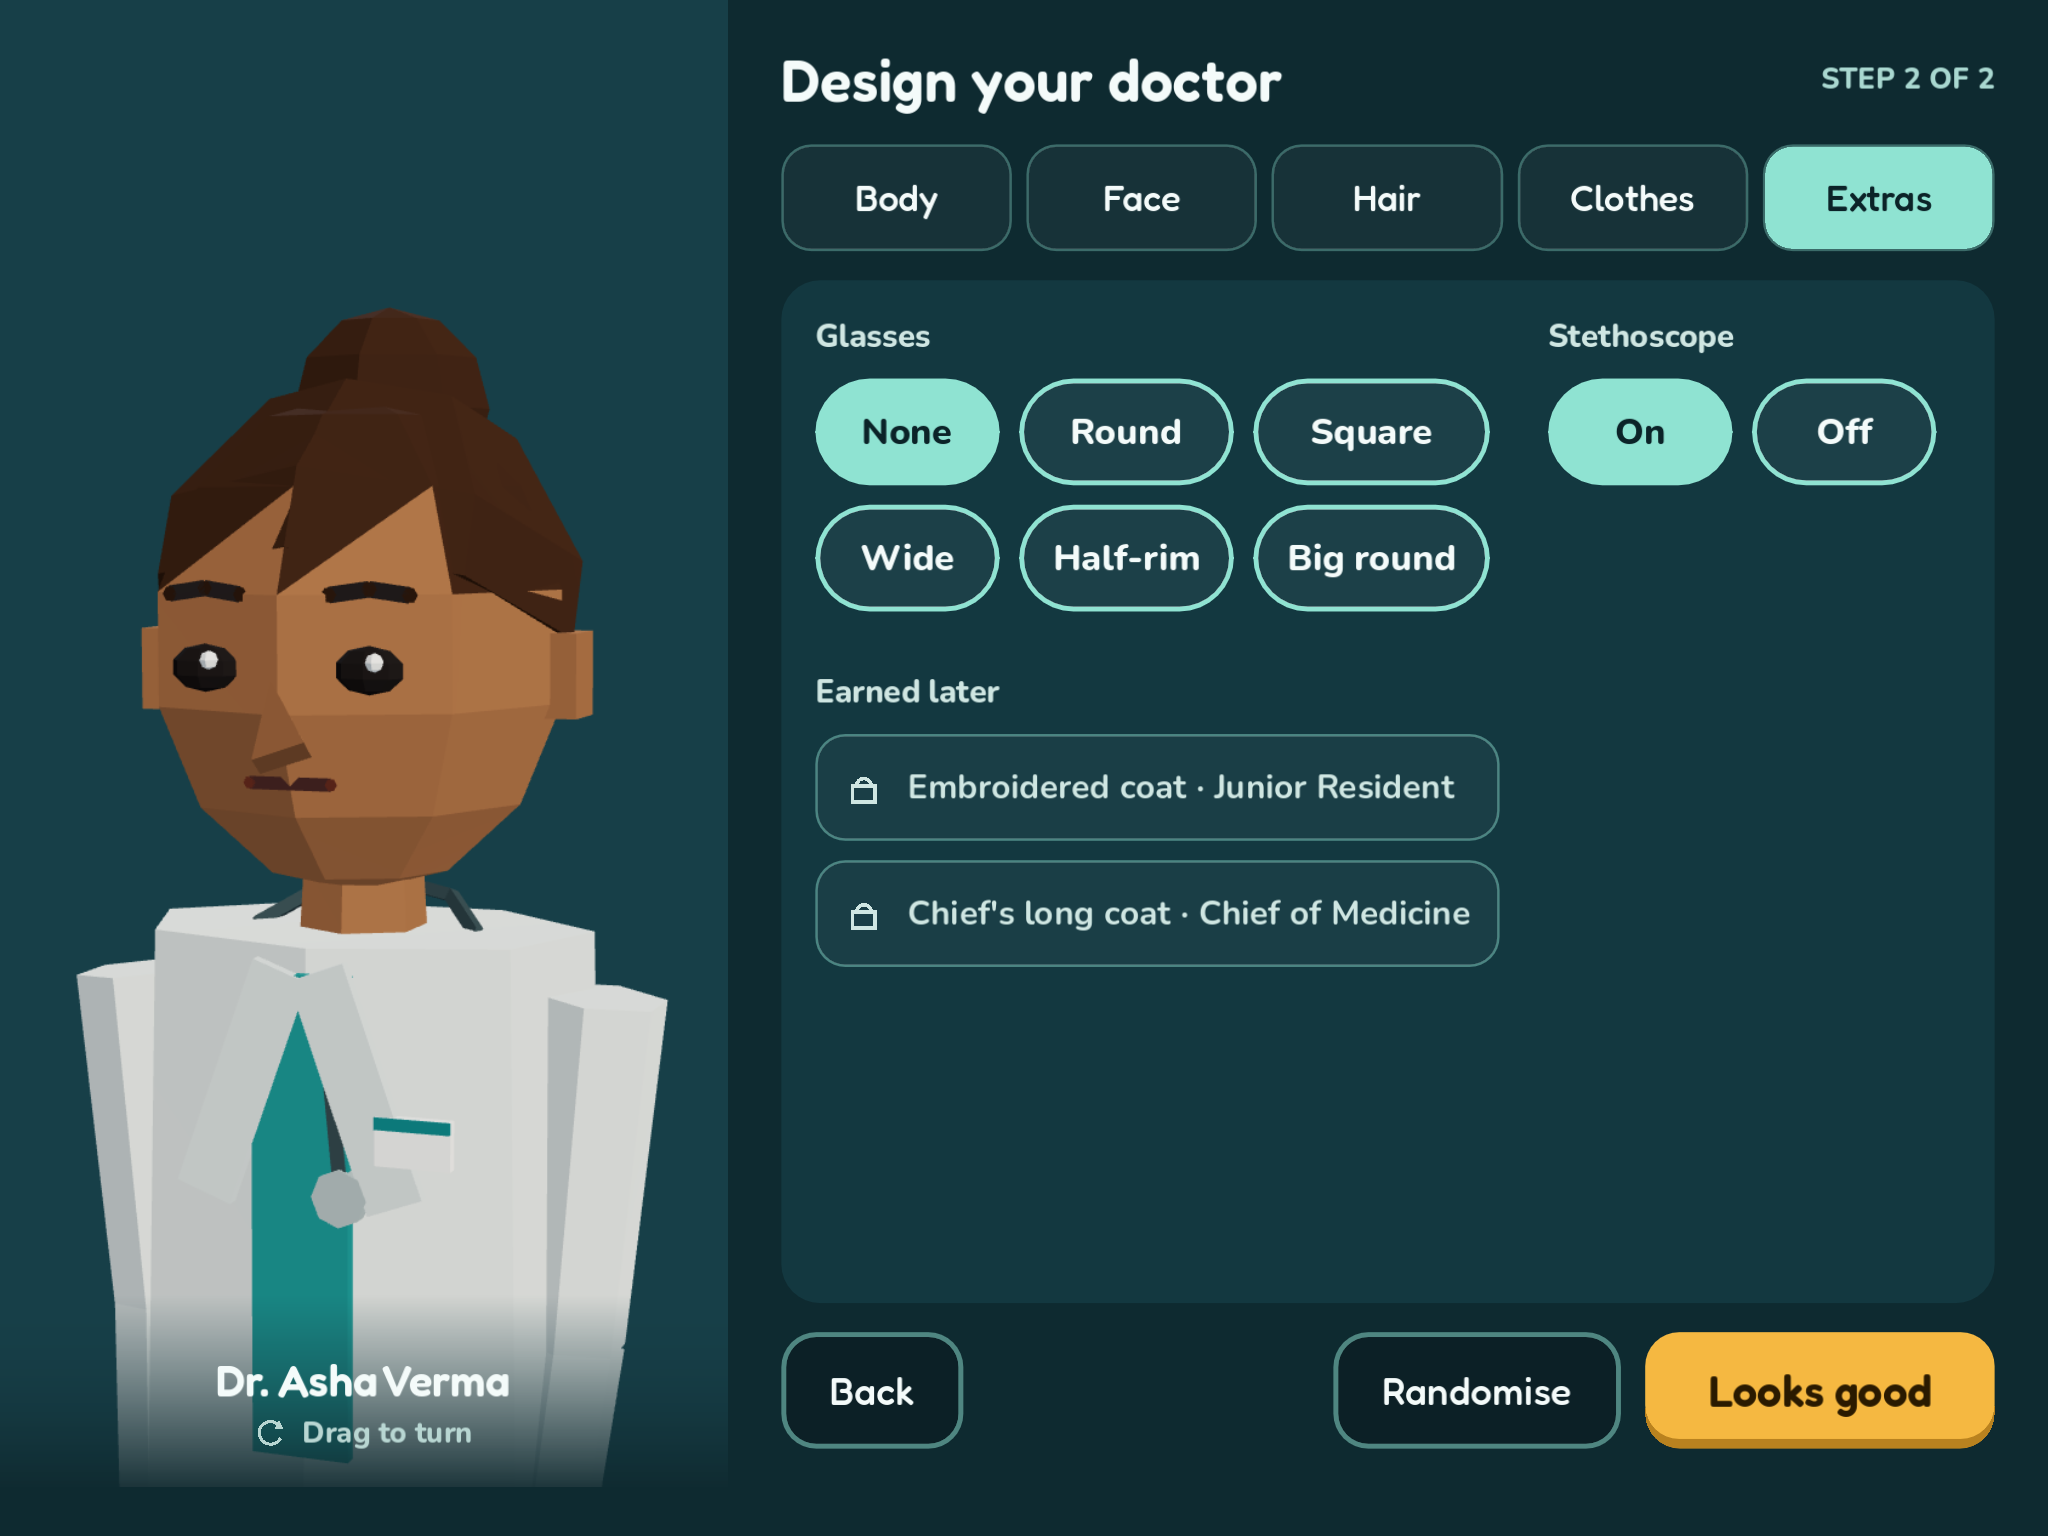 Design your doctor
STEP 2 OF 2
Body
Face
Hair
Clothes
Extras
Glasses
Stethoscope
None
Round
Square
On
Off
Wide
Half-rim
Big round
Earned later
Embroidered coat · Junior Resident
Chief's long coat · Chief of Medicine
Dr. Asha Verma
Drag to turn
Back
Randomise
Looks good